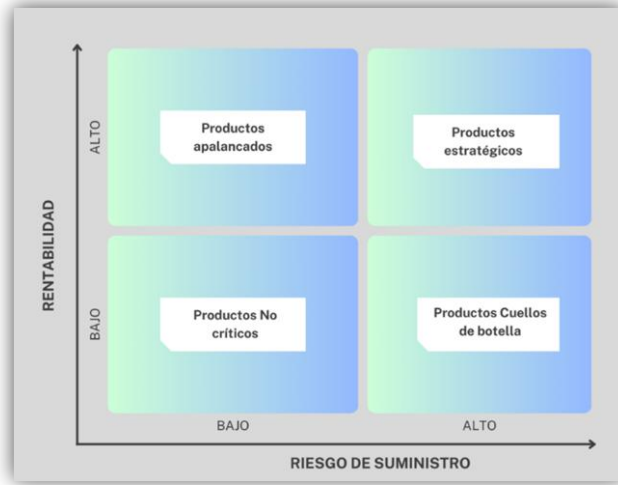 RENTABILIDAD
ALTO
Productos
apalancados
Productos
estratégicos
BAJO
Productos No
críticos
Productos Cuellos
de botella
BAJO
ALTO
RIESGO DE SUMINISTRO